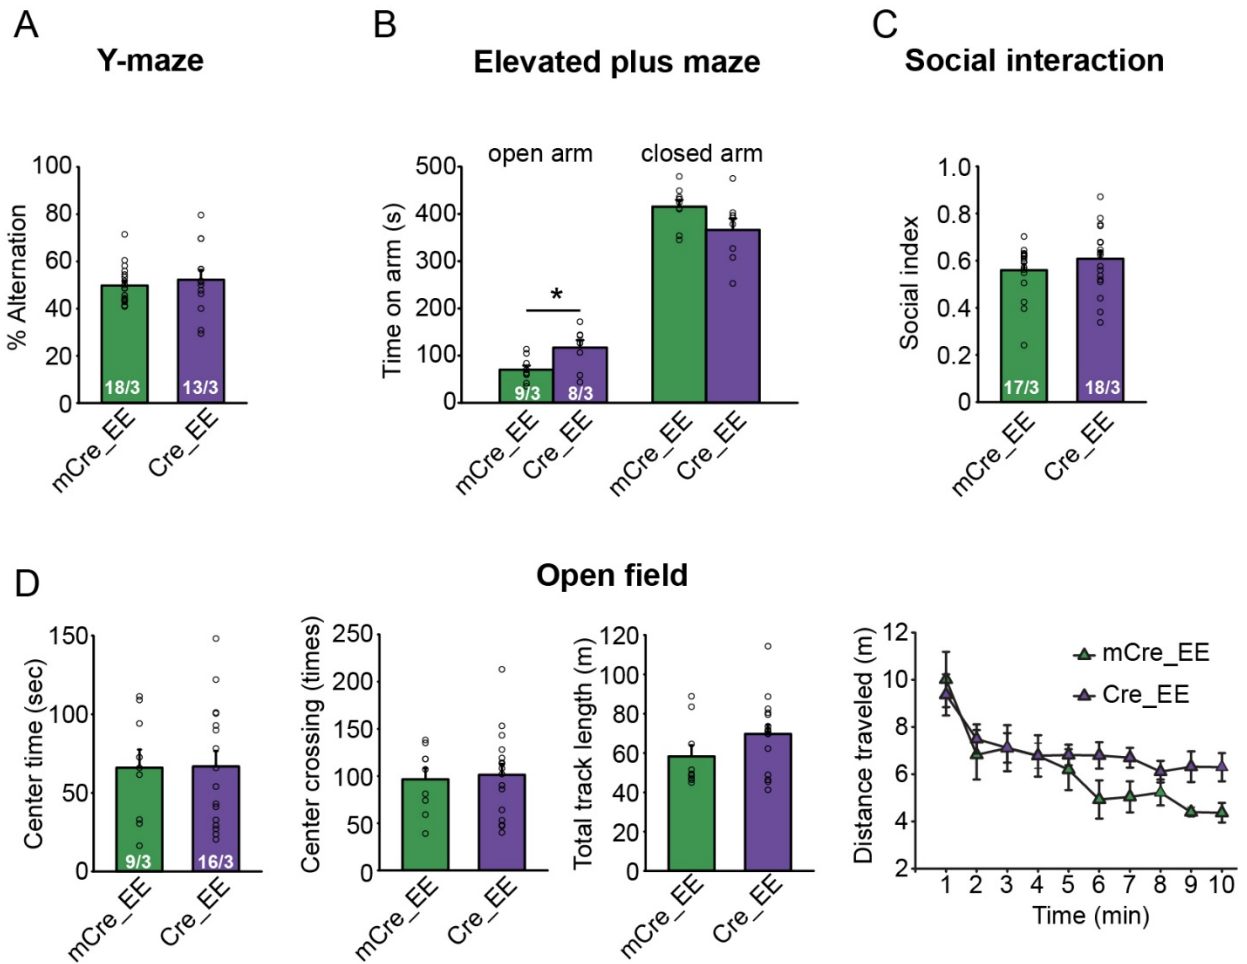 A
Y-maze
% Alternation
100
80
60
40
20
0
18/3
13/3
mCre_EE
Cre_EE
B
Elevated plus maze
open arm
closed arm
Time on arm (s)
500
400
300
200
100
0
*
9/3
8/3
mCre_EE
Cre_EE
mCre_EE
Cre_EE
C
Social interaction
Social index
1.0
0.8
0.6
0.4
0.2
0
17/3
18/3
mCre_EE
Cre_EE
D
Open field
Center time (sec)
150
100
50
0
9/3
16/3
mCre_EE
Cre_EE
Center crossing (times)
250
200
150
100
50
0
mCre_EE
Cre_EE
Total track length (m)
120
100
80
60
40
20
0
mCre_EE
Cre_EE
Distance traveled (m)
12
10
8
6
4
2
mCre_EE
Cre_EE
1 2 3 4 5 6 7 8 9 10
Time (min)